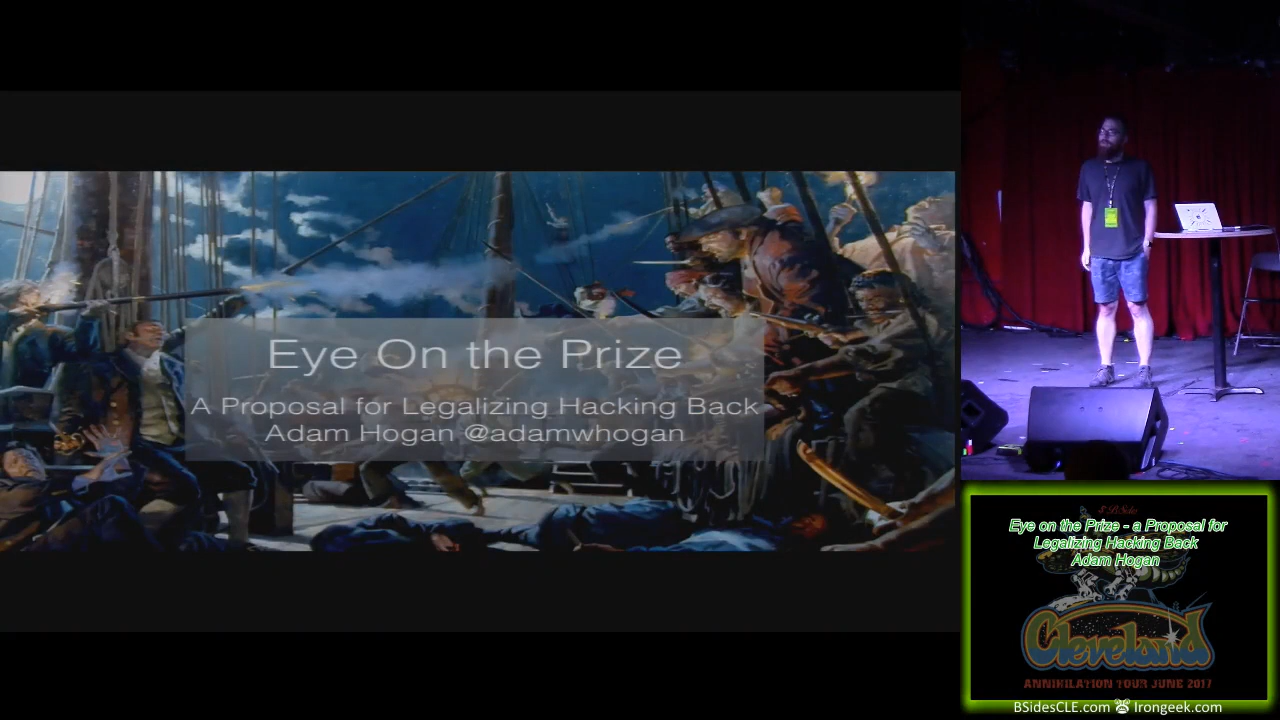 Eye On the Prize
A Proposal for Legalizing Hacking Back
Adam Hogan @adamwhogan
Eye on the Prize - a Proposal for
Legalizing Hacking Back
Adam Hogan
Cleveland
ANNIHILATION TOUR JUNE 2017
BSidesCLE.com Irongeek.com